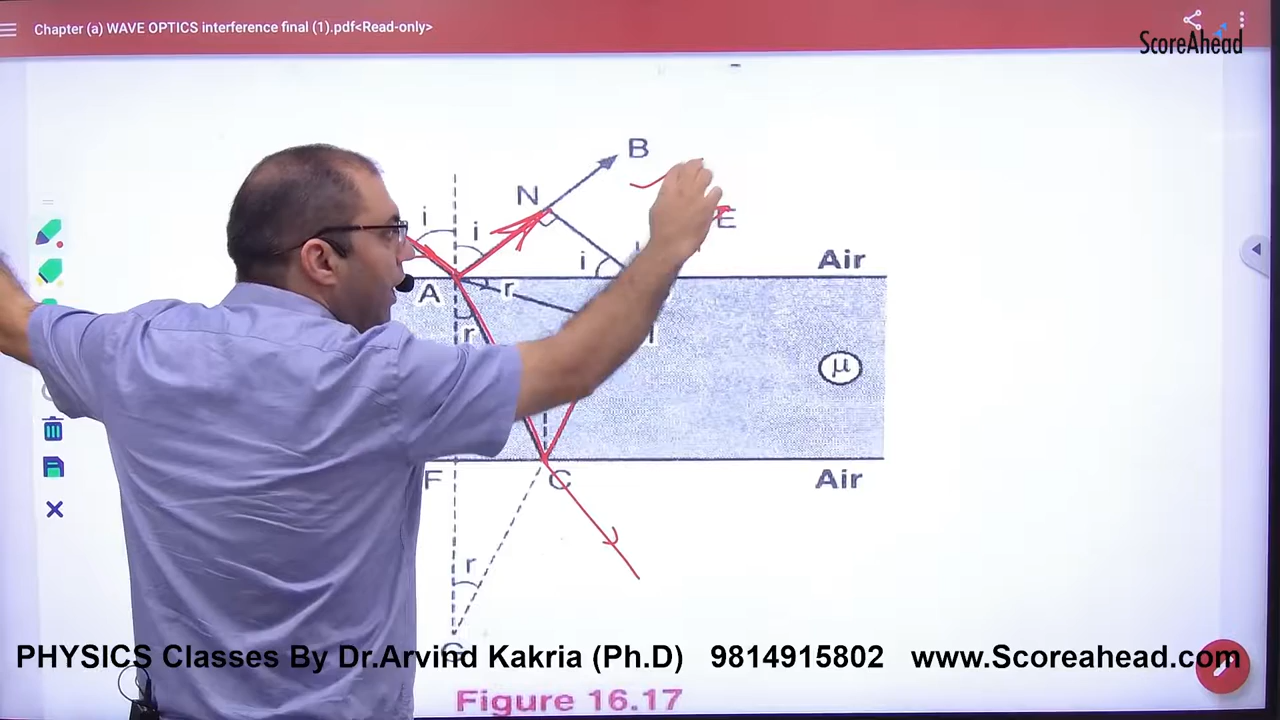 Chapter (a) WAVE OPTICS interference final (1).pdf<Read-only>
ScoreAhead
B
N
E
i
i
i
Air
A
r
r
μ
F
C
Air
r
G
PHYSICS Classes By Dr.Arvind Kakria (Ph.D) 9814915802 www.Scoreahead.com
Figure 16.17